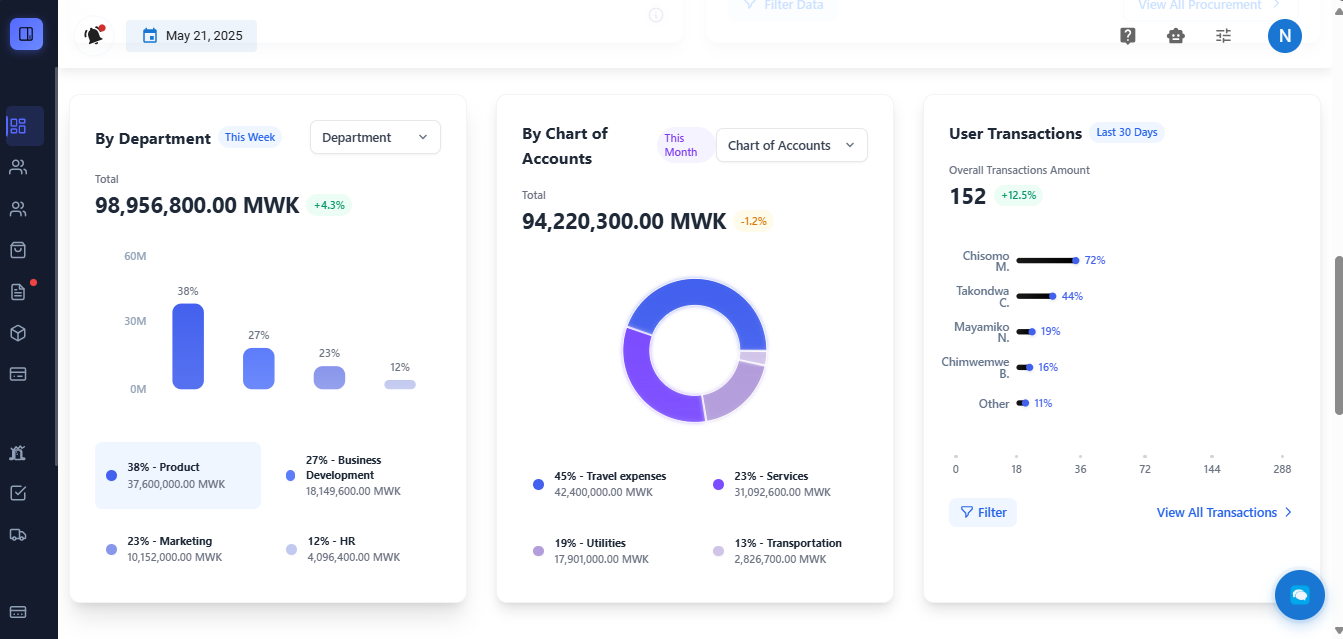 Filter Data
View All Procurement
May 21, 2025
N
By Department
This Week
Department
Total
98,956,800.00 MWK
+4.3%
60M
30M
0M
38%
27%
23%
12%
38% - Product
37,600,000.00 MWK
27% - Business
Development
18,149,600.00 MWK
23% - Marketing
10,152,000.00 MWK
12% - HR
4,096,400.00 MWK
By Chart of
Accounts
This
Month
Chart of Accounts
Total
94,220,300.00 MWK
-1.2%
45% - Travel expenses
42,400,000.00 MWK
23% - Services
31,092,600.00 MWK
19% - Utilities
17,901,000.00 MWK
13% - Transportation
2,826,700.00 MWK
User Transactions
Last 30 Days
Overall Transactions Amount
152
+12.5%
Chisomo
M.
72%
Takondwa
C.
44%
Mayamiko
N.
19%
Chimwemwe
B.
16%
Other
11%
0 18 36 72 144 288
Filter
View All Transactions